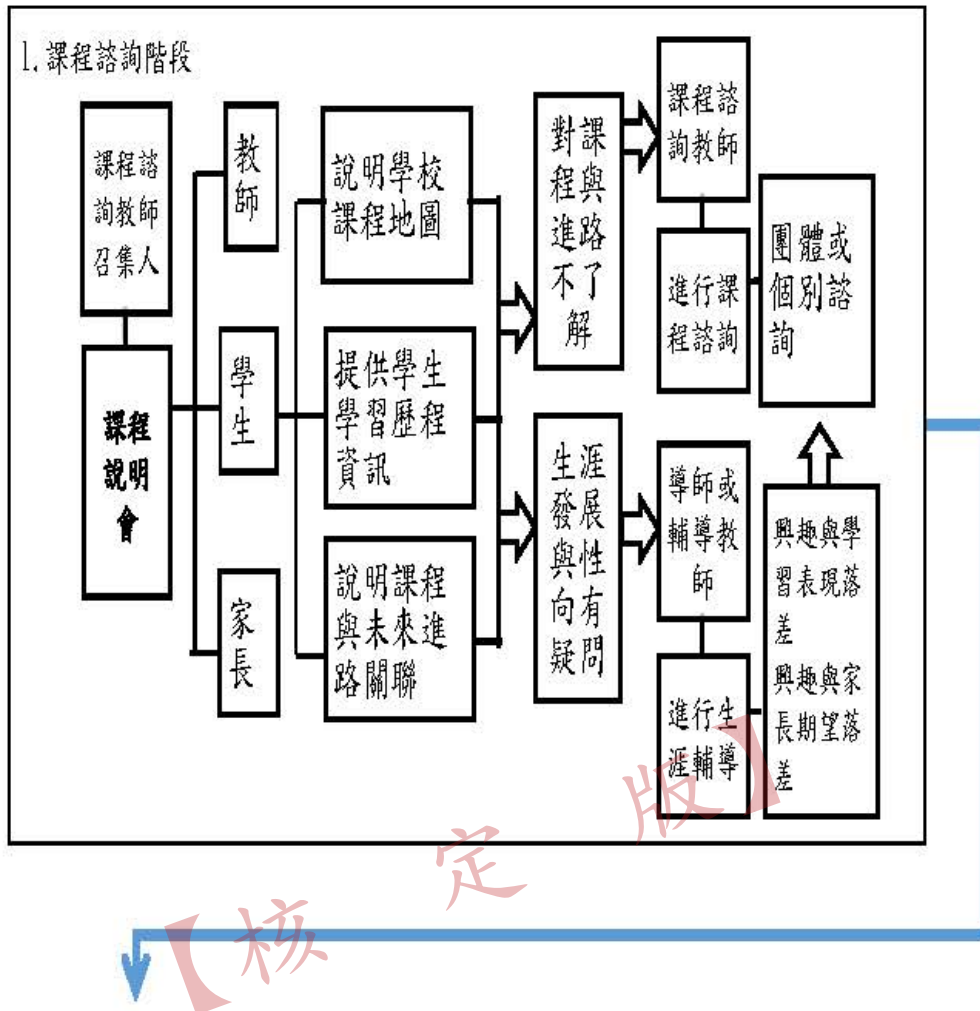 1.課程諮詢階段
課程諮
詢教師
召集人
課程
說明
會
教
師
學
生
家
長
說明學校
課程地圖
提供學生
學習歷程
資訊
說明課程
與未來進
路關聯
對課
程與
進路
不了
解
生涯
發展
與性
向有
疑問
課程諮
詢教師
進行課
程諮詢
團體或
個別諮
詢
導師或
輔導教
師
進行生
涯輔導
興趣與學
習表現落
差
興趣與家
長期望落
差
【核定版】